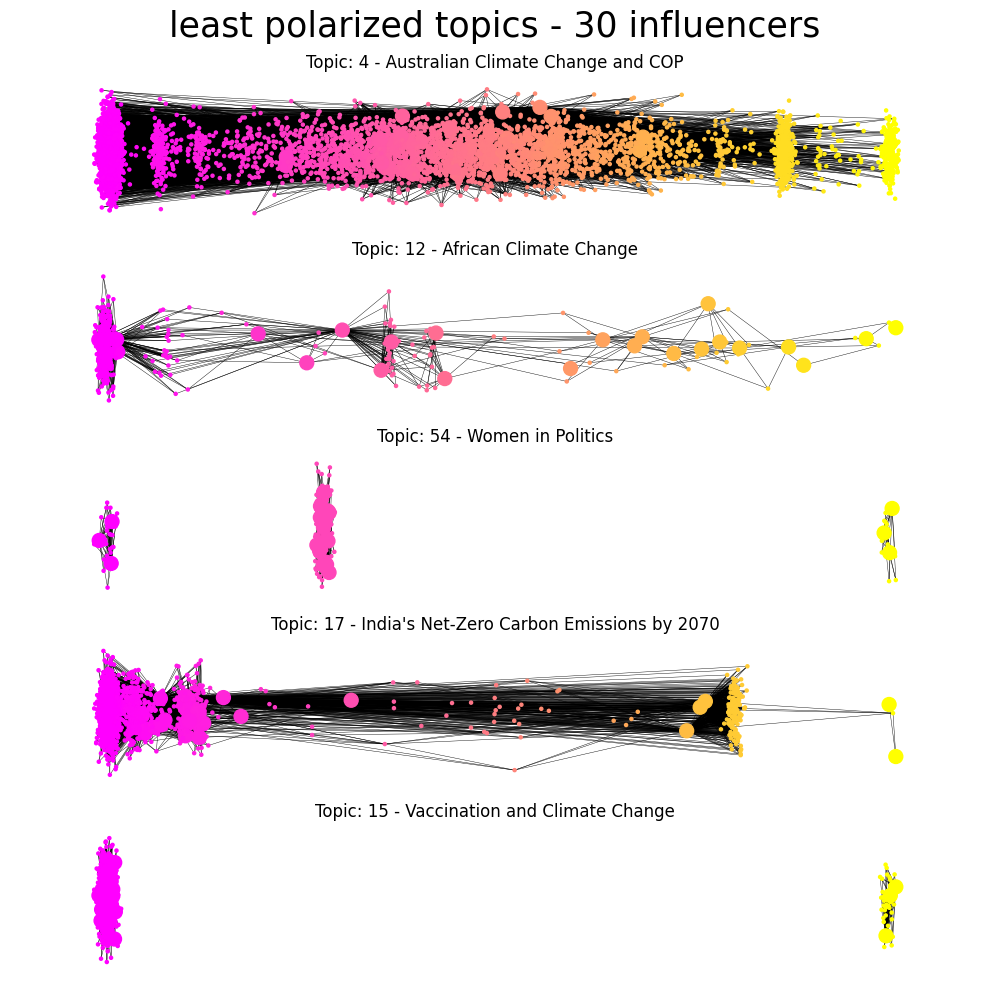 least polarized topics - 30 influencers
Topic: 4 - Australian Climate Change and COP
Topic: 12 - African Climate Change
Topic: 54 - Women in Politics
Topic: 17 - India's Net-Zero Carbon Emissions by 2070
Topic: 15 - Vaccination and Climate Change